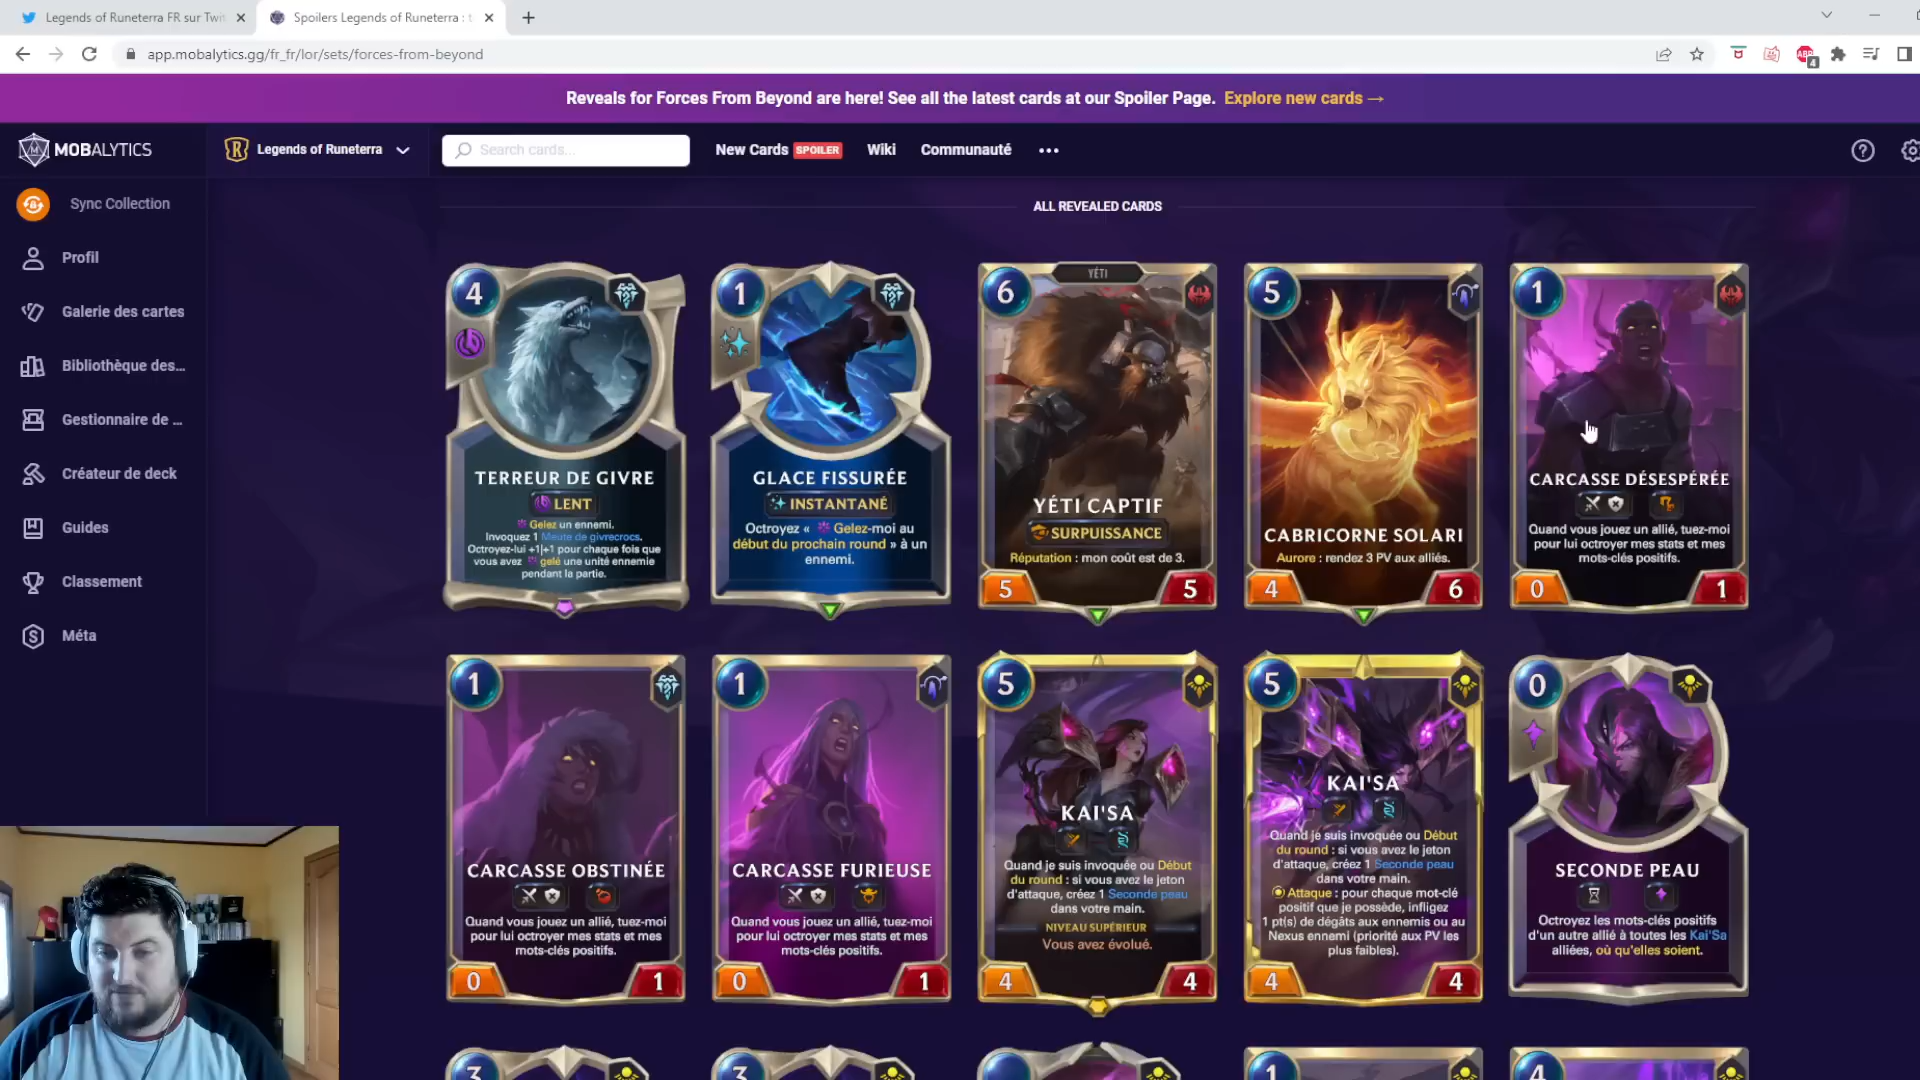 Legends of Runeterra FR sur Twit
Spoilers Legends of Runeterra : t
app.mobalytics.gg/fr_fr/lor/sets/forces-from-beyond
4
Reveals for Forces From Beyond are here! See all the latest cards at our Spoiler Page. Explore new cards →
MOBALYTICS
Legends of Runeterra
Search cards...
New Cards SPOILER
Wiki
Communauté
Sync Collection
Profil
Galerie des cartes
Bibliothèque des...
Gestionnaire de ...
Créateur de deck
Guides
Classement
Méta
ALL REVEALED CARDS
4
TERREUR DE GIVRE
LENT
Gelez un ennemi.
Invoquez 1 Meute de givrecrocs.
Octroyez-lui +1|+1 pour chaque fois que
vous avez gelé une unité ennemie
pendant la partie.
1
GLACE FISSURÉE
INSTANTANÉ
Octroyez « Gelez-moi au
début du prochain round » à un
ennemi.
6
YÉTI
YÉTI CAPTIF
SURPUISSANCE
Réputation : mon coût est de 3.
5
5
5
CABRICORNE SOLARI
Aurore : rendez 3 PV aux alliés.
4
6
1
CARCASSE DÉSESPÉRÉE
Quand vous jouez un allié, tuez-moi
pour lui octroyer mes stats et mes
mots-clés positifs.
0
1
1
CARCASSE OBSTINÉE
Quand vous jouez un allié, tuez-moi
pour lui octroyer mes stats et mes
mots-clés positifs.
0
1
1
CARCASSE FURIEUSE
Quand vous jouez un allié, tuez-moi
pour lui octroyer mes stats et mes
mots-clés positifs.
0
1
5
KAI'SA
Quand je suis invoquée ou Début
du round : si vous avez le jeton
d'attaque, créez 1 Seconde peau
dans votre main.
NIVEAU SUPÉRIEUR
Vous avez évolué.
4
4
5
KAI'SA
Quand je suis invoquée ou Début
du round : si vous avez le jeton
d'attaque, créez 1 Seconde peau
dans votre main.
Attaque : pour chaque mot-clé
positif que je possède, infligez
1 pt(s) de dégâts aux ennemis ou au
Nexus ennemi (priorité aux PV les
plus faibles).
4
4
0
SECONDE PEAU
Octroyez les mots-clés positifs
d'un autre allié à toutes les Kai'Sa
alliées, où qu'elles soient.
3
3
1
4